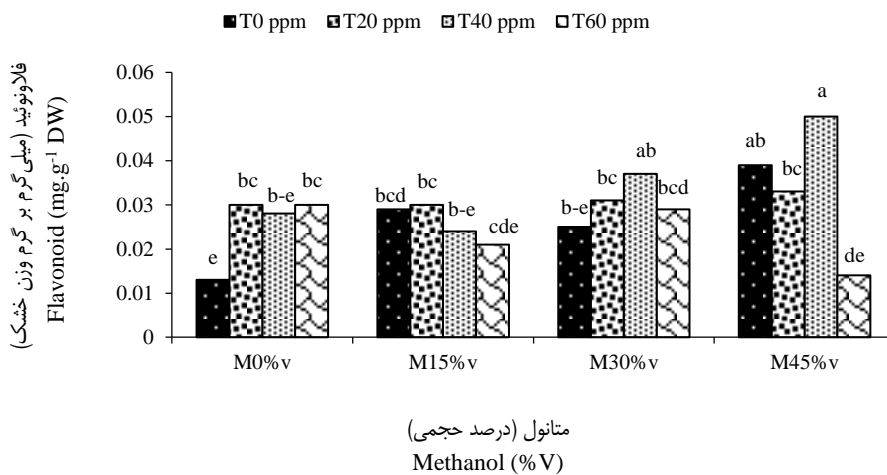 T0 ppm T20 ppm T40 ppm T60 ppm
فلاونوئید (میلی‌گرم بر گرم وزن خشک)
Flavonoid (mg.g-1 DW)
0.06
0.05
0.04
0.03
0.02
0.01
0
e bc b-e bc
bcd bc b-e cde
b-e bc ab bcd
ab bc a de
M0%v M15%v M30%v M45%v
متانول (درصد حجمی)
Methanol (%V)